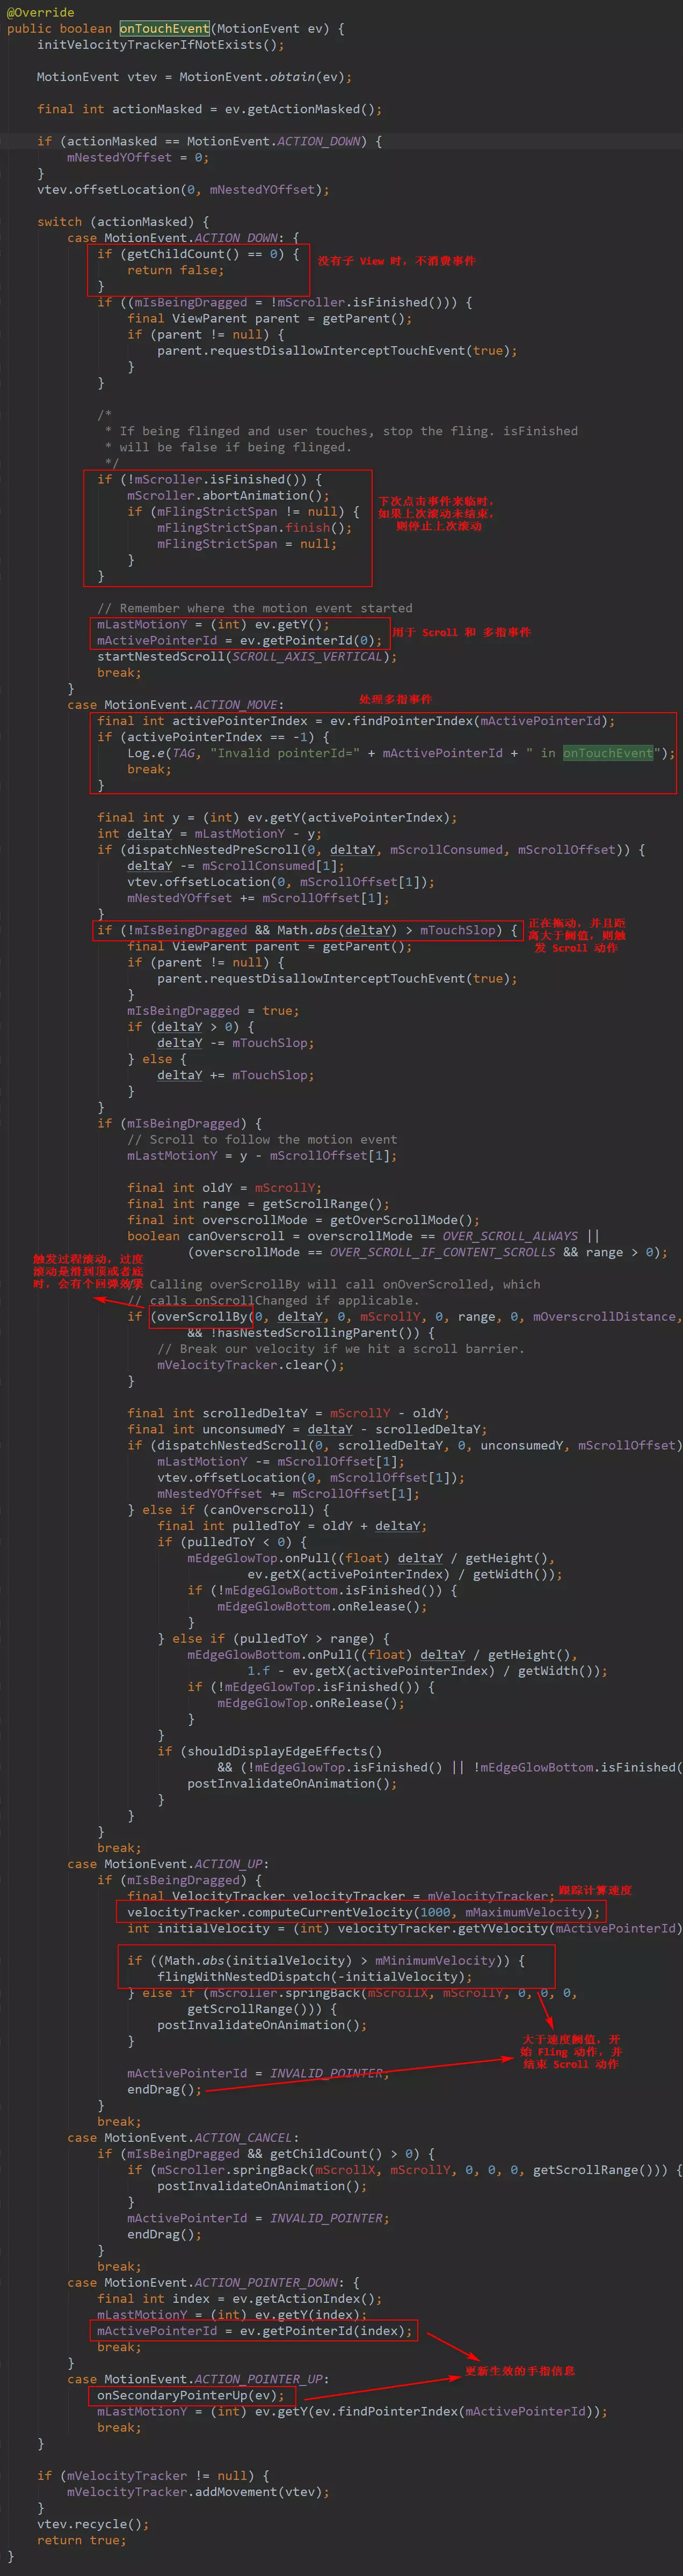 @Override
public boolean onTouchEvent(MotionEvent ev) {
initVelocityTrackerIfNotExists();
MotionEvent vtev = MotionEvent.obtain(ev);
final int actionMasked = ev.getActionMasked();
if (actionMasked == MotionEvent.ACTION_DOWN) {
mNestedYOffset = 0;
}
vtev.offsetLocation(0, mNestedYOffset);
switch (actionMasked) {
case MotionEvent.ACTION_DOWN: {
if (getChildCount() == 0) {
没有子 View 时，不消费事件
return false;
}
if ((mIsBeingDragged = !mScroller.isFinished())) {
final ViewParent parent = getParent();
if (parent != null) {
parent.requestDisallowInterceptTouchEvent(true);
}
}
/*
* If being flinged and user touches, stop the fling. isFinished
* will be false if being flinged.
*/
if (!mScroller.isFinished()) {
mScroller.abortAnimation();
if (mFlingStrictSpan != null) {
mFlingStrictSpan.finish();
mFlingStrictSpan = null;
}
}
下次点击事件来临时，
如果上次滚动未结束，
则停止上次滚动
// Remember where the motion event started
mLastMotionY = (int) ev.getY();
mActivePointerId = ev.getPointerId(0);
用于 Scroll 和 多指事件
startNestedScroll(SCROLL_AXIS_VERTICAL);
break;
}
case MotionEvent.ACTION_MOVE:
处理多指事件
final int activePointerIndex = ev.findPointerIndex(mActivePointerId);
if (activePointerIndex == -1) {
Log.e(TAG, "Invalid pointerId=" + mActivePointerId + " in onTouchEvent");
break;
}
final int y = (int) ev.getY(activePointerIndex);
int deltaY = mLastMotionY - y;
if (dispatchNestedPreScroll(0, deltaY, mScrollConsumed, mScrollOffset)) {
deltaY -= mScrollConsumed[1];
vtev.offsetLocation(0, mScrollOffset[1]);
mNestedYOffset += mScrollOffset[1];
}
if (!mIsBeingDragged && Math.abs(deltaY) > mTouchSlop) {
正在拖动，并且距
离大于阈值，则触
发 Scroll 动作
final ViewParent parent = getParent();
if (parent != null) {
parent.requestDisallowInterceptTouchEvent(true);
}
mIsBeingDragged = true;
if (deltaY > 0) {
deltaY -= mTouchSlop;
} else {
deltaY += mTouchSlop;
}
}
if (mIsBeingDragged) {
// Scroll to follow the motion event
mLastMotionY = y - mScrollOffset[1];
final int oldY = mScrollY;
final int range = getScrollRange();
final int overscrollMode = getOverScrollMode();
boolean canOverscroll = overscrollMode == OVER_SCROLL_ALWAYS ||
(overscrollMode == OVER_SCROLL_IF_CONTENT_SCROLLS && range > 0);
触发过程滚动，过度
滚动是滑到顶或者底
时，会有个回弹效果
Calling overScrollBy will call onOverScrolled, which
// calls onScrollChanged if applicable.
if (overScrollBy(0, deltaY, 0, mScrollY, 0, range, 0, mOverscrollDistance,
&& !hasNestedScrollingParent()) {
// Break our velocity if we hit a scroll barrier.
mVelocityTracker.clear();
}
final int scrolledDeltaY = mScrollY - oldY;
final int unconsumedY = deltaY - scrolledDeltaY;
if (dispatchNestedScroll(0, scrolledDeltaY, 0, unconsumedY, mScrollOffset)
mLastMotionY -= mScrollOffset[1];
vtev.offsetLocation(0, mScrollOffset[1]);
mNestedYOffset += mScrollOffset[1];
} else if (canOverscroll) {
final int pulledToY = oldY + deltaY;
if (pulledToY < 0) {
mEdgeGlowTop.onPull((float) deltaY / getHeight(),
ev.getX(activePointerIndex) / getWidth());
if (!mEdgeGlowBottom.isFinished()) {
mEdgeGlowBottom.onRelease();
}
} else if (pulledToY > range) {
mEdgeGlowBottom.onPull((float) deltaY / getHeight(),
1.f - ev.getX(activePointerIndex) / getWidth());
if (!mEdgeGlowTop.isFinished()) {
mEdgeGlowTop.onRelease();
}
}
if (shouldDisplayEdgeEffects()
&& (!mEdgeGlowTop.isFinished() || !mEdgeGlowBottom.isFinished(
postInvalidateOnAnimation();
}
}
}
break;
case MotionEvent.ACTION_UP:
if (mIsBeingDragged) {
final VelocityTracker velocityTracker = mVelocityTracker;
跟踪计算速度
velocityTracker.computeCurrentVelocity(1000, mMaximumVelocity);
int initialVelocity = (int) velocityTracker.getYVelocity(mActivePointerId)
if ((Math.abs(initialVelocity) > mMinimumVelocity)) {
flingWithNestedDispatch(-initialVelocity);
} else if (mScroller.springBack(mScrollX, mScrollY, 0, 0, 0,
getScrollRange())) {
postInvalidateOnAnimation();
}
大于速度阈值，开
始 Fling 动作，并
结束 Scroll 动作
mActivePointerId = INVALID_POINTER;
endDrag();
}
break;
case MotionEvent.ACTION_CANCEL:
if (mIsBeingDragged && getChildCount() > 0) {
if (mScroller.springBack(mScrollX, mScrollY, 0, 0, 0, getScrollRange())) {
postInvalidateOnAnimation();
}
mActivePointerId = INVALID_POINTER;
endDrag();
}
break;
case MotionEvent.ACTION_POINTER_DOWN: {
final int index = ev.getActionIndex();
mLastMotionY = (int) ev.getY(index);
mActivePointerId = ev.getPointerId(index);
break;
}
更新生效的手指信息
case MotionEvent.ACTION_POINTER_UP:
onSecondaryPointerUp(ev);
mLastMotionY = (int) ev.getY(ev.findPointerIndex(mActivePointerId));
break;
}
if (mVelocityTracker != null) {
mVelocityTracker.addMovement(vtev);
}
vtev.recycle();
return true;
}